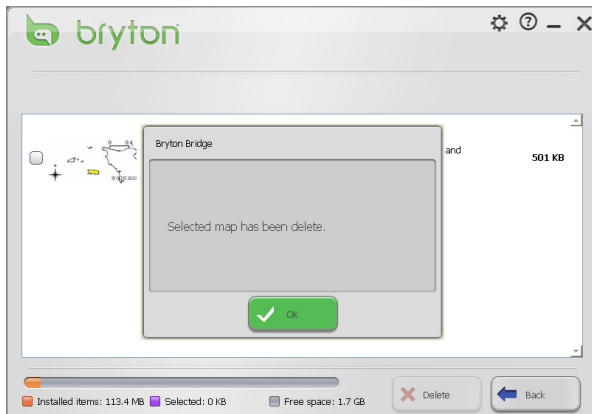 bryton
Bryton Bridge
and
501 KB
Selected map has been delete.
OK
Installed items: 113.4 MB Selected: 0 KB Free space: 1.7 GB
Delete
Back